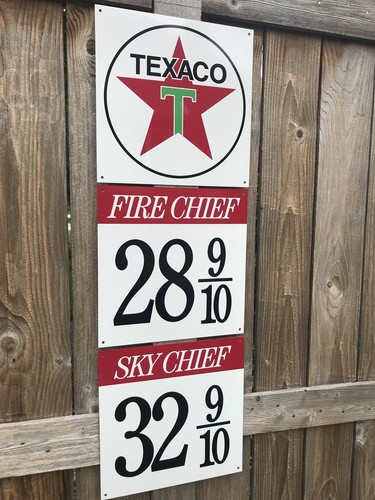 TEXACO
T
FIRE CHIEF
28 9/10
SKY CHIEF
32 9/10